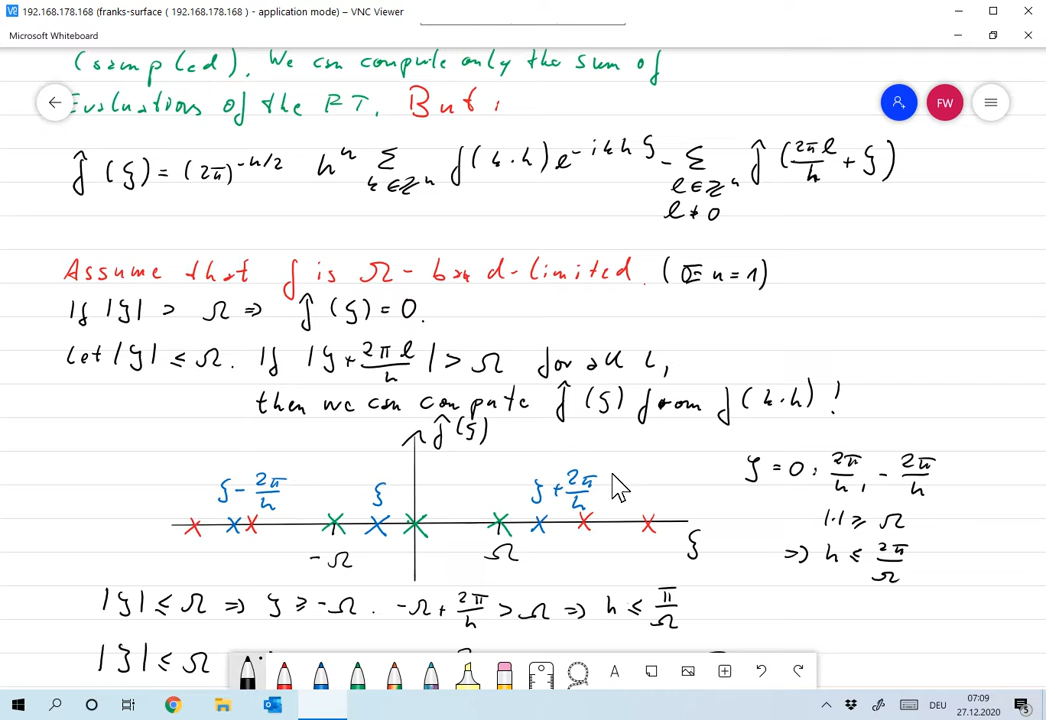 192.168.178.168 (franks-surface ( 192.168.178.168 ) - application mode) – VNC Viewer
Microsoft Whiteboard
(sampled). We can compute only the sum of
Evaluations of the FT. But:
FW
f̂(ξ) = (2π)^{-n/2} h^n Σ_{k∈ℤ^n} f(k·h) e^{-ikhξ} - Σ_{l∈ℤ^n, l≠0} f̂(2πl/h + ξ)
Assume that f is Ω-band-limited. (n=1)
If |ξ| > Ω ⇒ f̂(ξ) = 0.
Let |ξ| ≤ Ω. If |ξ + 2πl/h| > Ω for all l,
then we can compute f̂(ξ) from f(k·h)!
f̂(ξ)
ξ - 2π/h ξ ξ + 2π/h
-Ω Ω ξ
ξ = 0: 2π/h, - 2π/h
|·| ≥ Ω
⇒ h ≤ 2π/Ω
|ξ| ≤ Ω ⇒ ξ ≥ -Ω. -Ω + 2π/h > Ω ⇒ h ≤ π/Ω
|ξ| ≤ Ω
DEU
07:09
27.12.2020
5